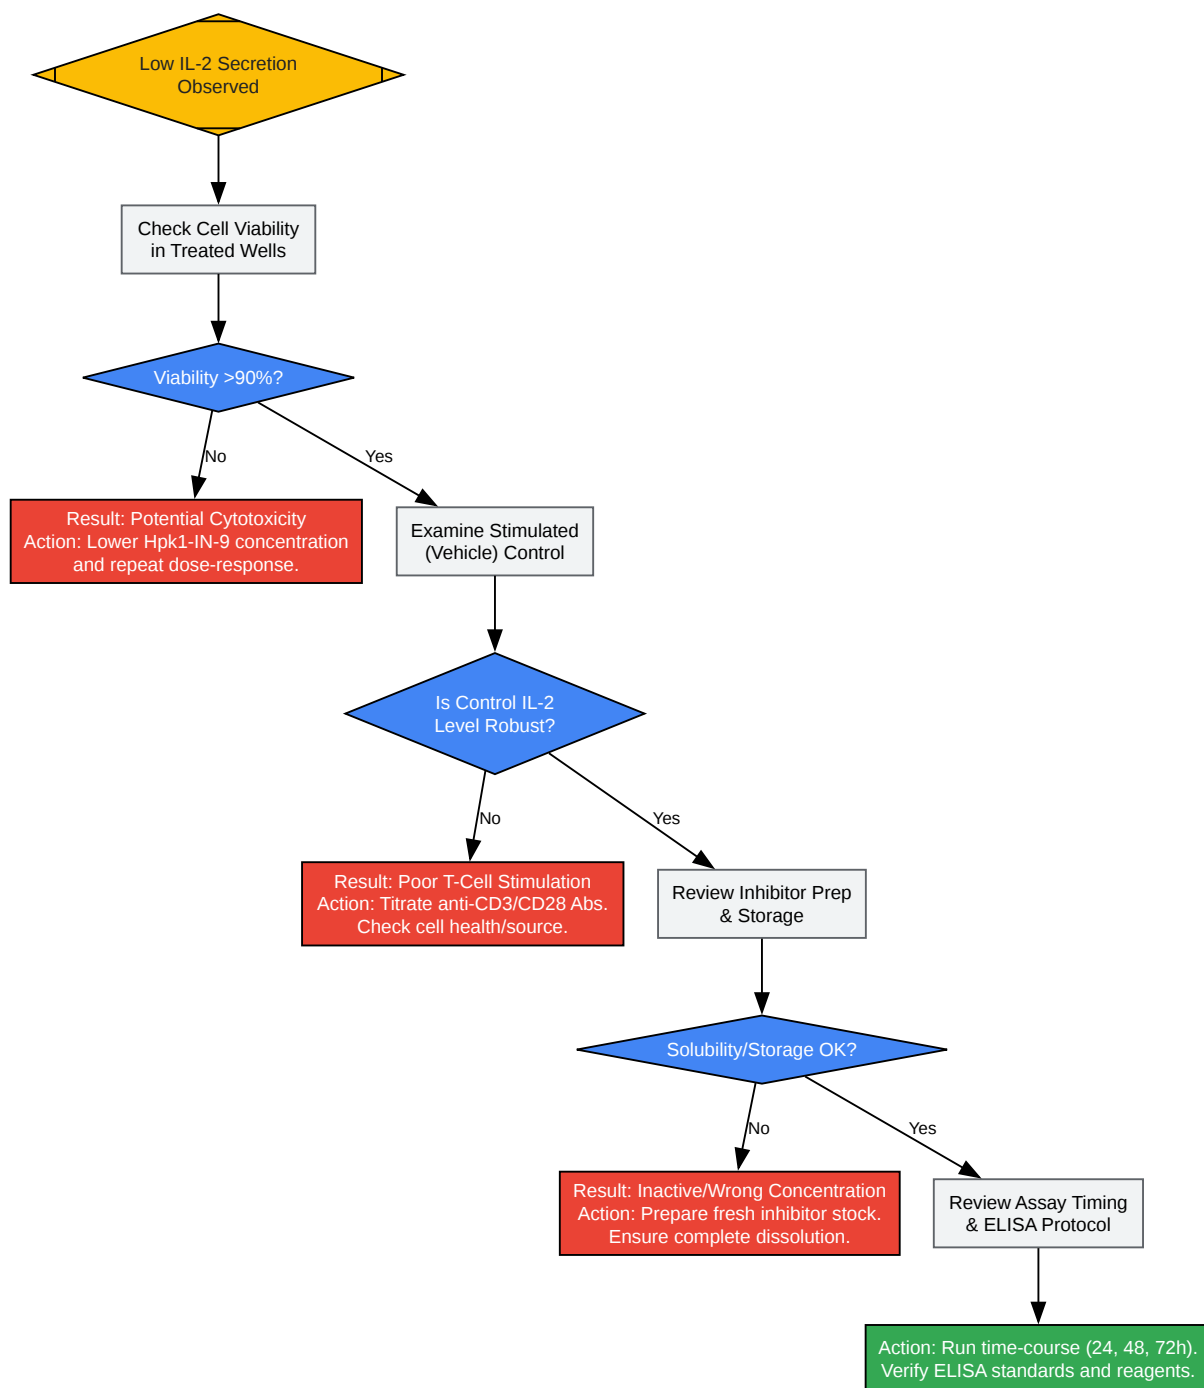 Low IL-2 Secretion
Observed
Check Cell Viability
in Treated Wells
Viability >90%?
No
Yes
Result: Potential Cytotoxicity
Action: Lower Hpk1-IN-9 concentration
and repeat dose-response.
Examine Stimulated
(Vehicle) Control
Is Control IL-2
Level Robust?
No
Yes
Result: Poor T-Cell Stimulation
Action: Titrate anti-CD3/CD28 Abs.
Check cell health/source.
Review Inhibitor Prep
& Storage
Solubility/Storage OK?
No
Yes
Result: Inactive/Wrong Concentration
Action: Prepare fresh inhibitor stock.
Ensure complete dissolution.
Review Assay Timing
& ELISA Protocol
Action: Run time-course (24, 48, 72h).
Verify ELISA standards and reagents.